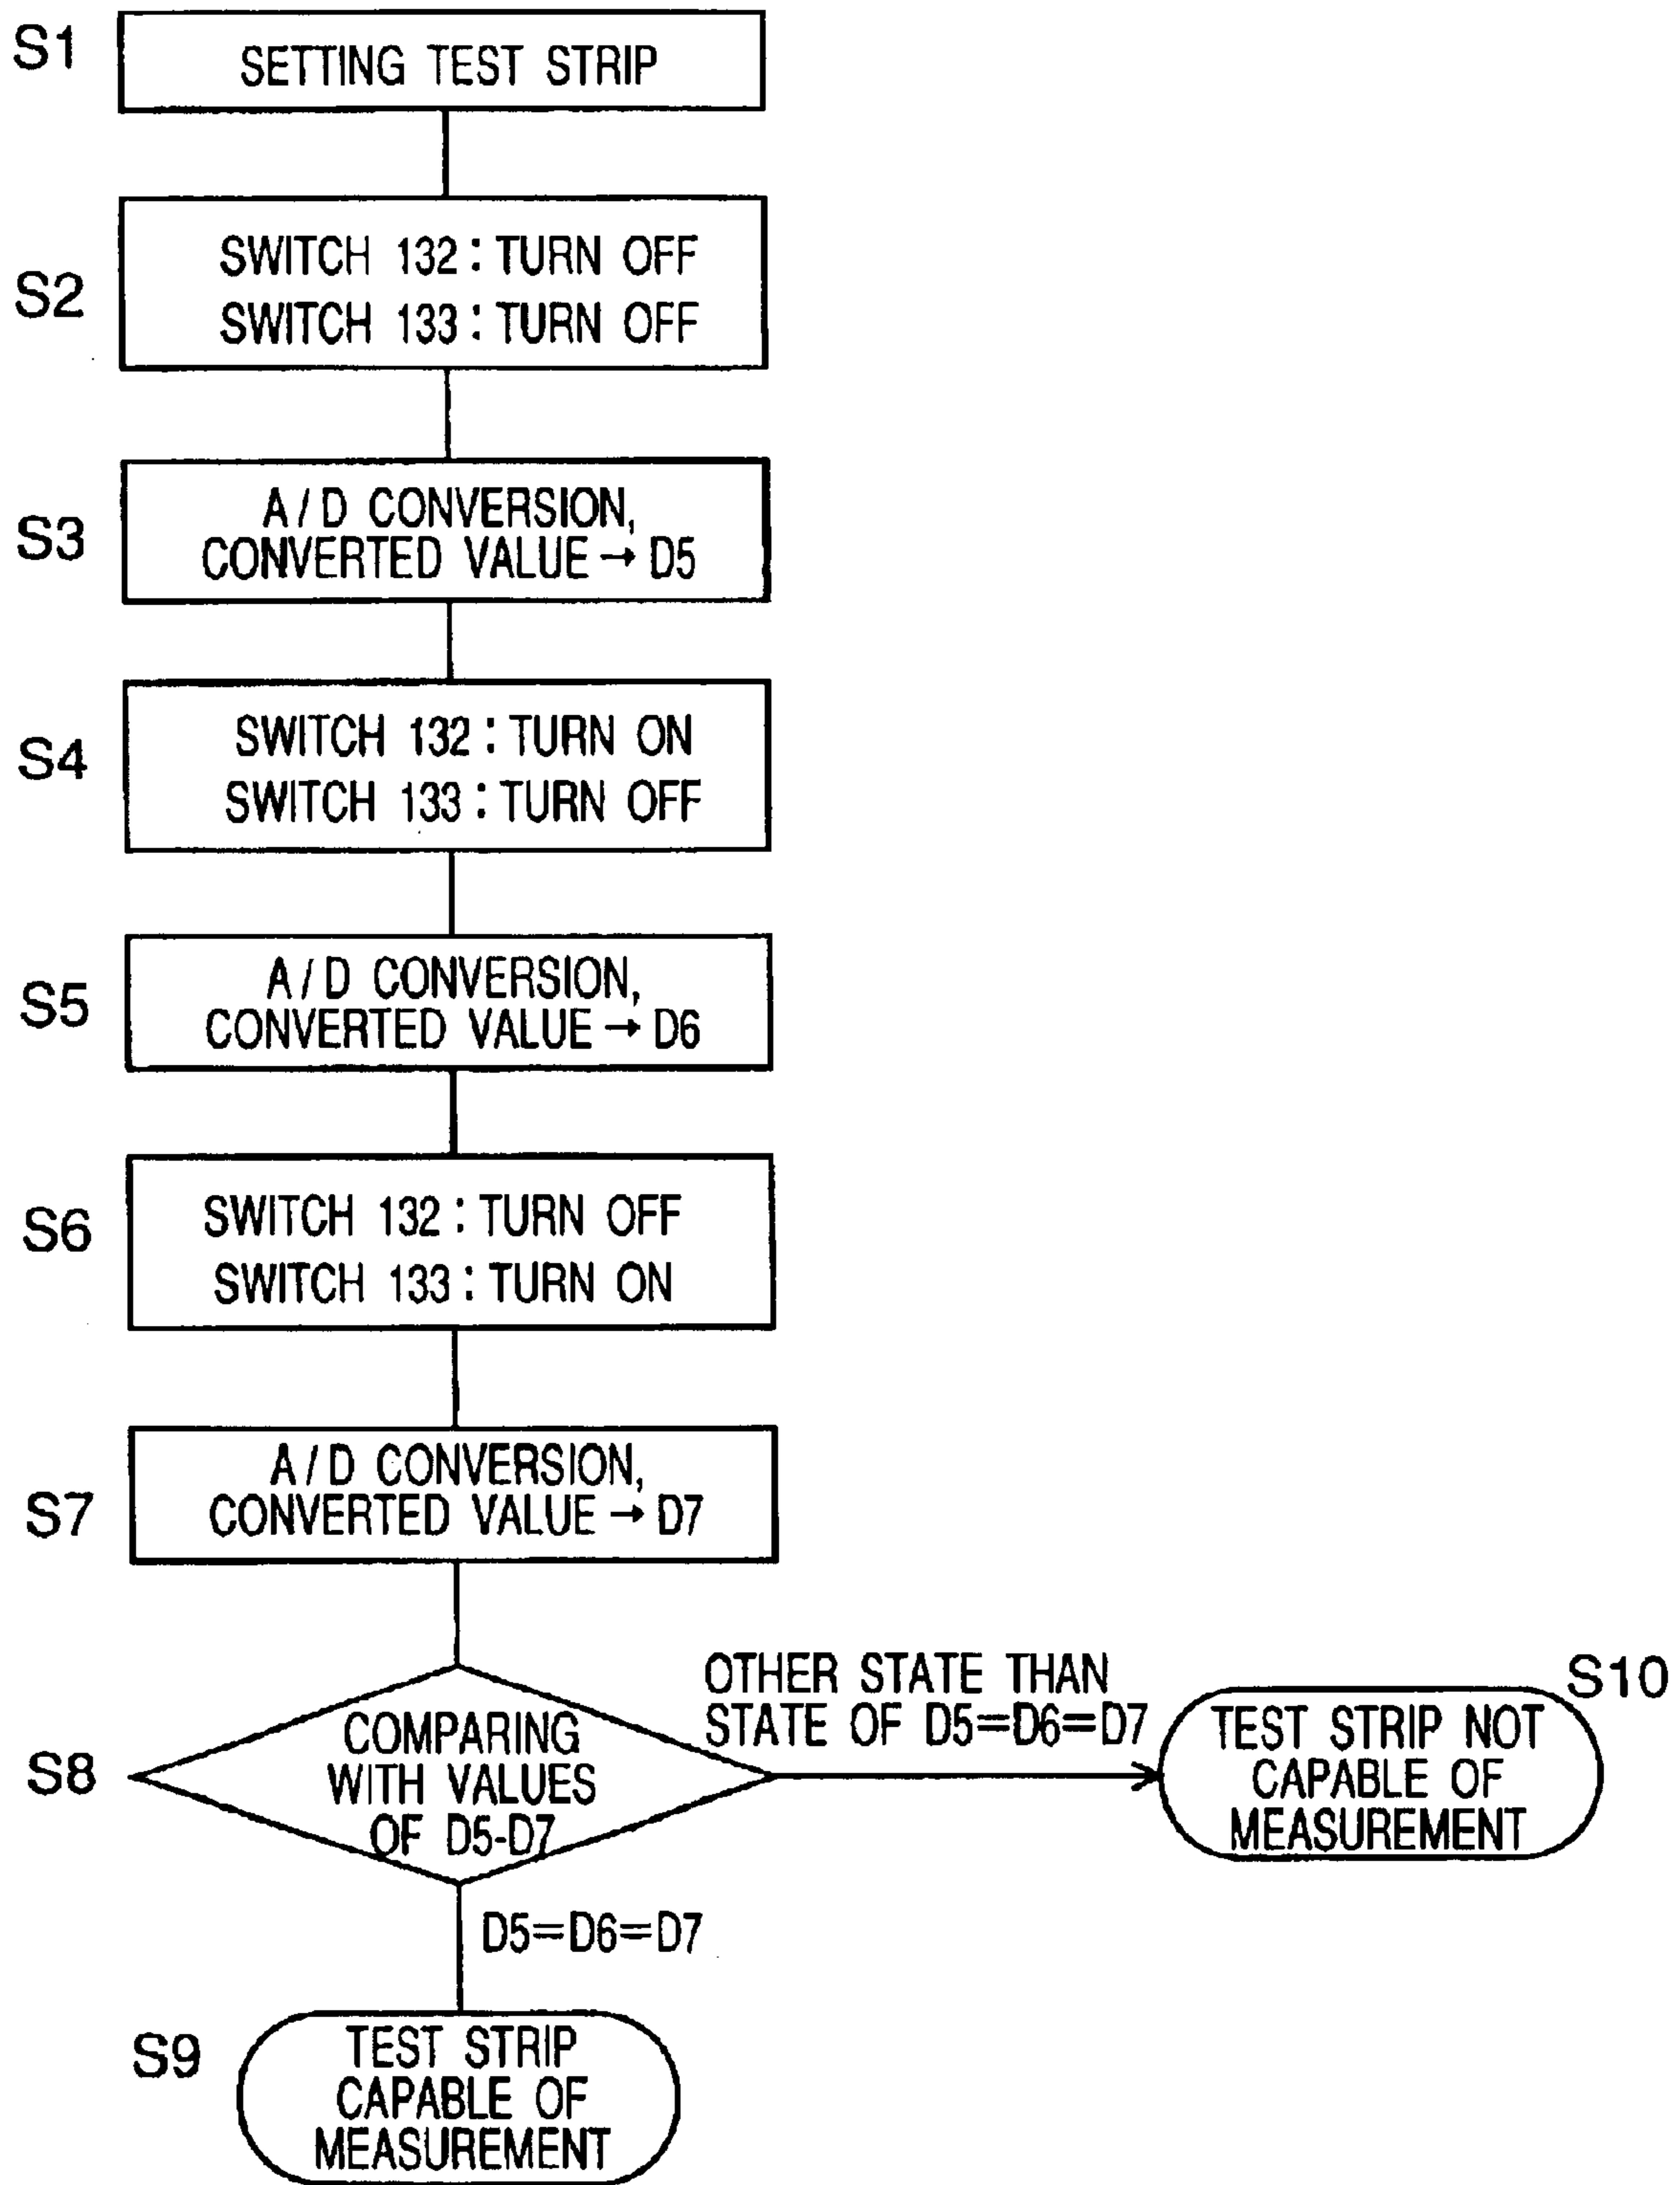 S1
SETTING TEST STRIP
S2
SWITCH 132 : TURN OFF
SWITCH 133 : TURN OFF
S3
A/D CONVERSION,
CONVERTED VALUE → D5
S4
SWITCH 132 : TURN ON
SWITCH 133 : TURN OFF
S5
A/D CONVERSION,
CONVERTED VALUE → D6
S6
SWITCH 132 : TURN OFF
SWITCH 133 : TURN ON
S7
A/D CONVERSION,
CONVERTED VALUE → D7
S8
COMPARING
WITH VALUES
OF D5-D7
OTHER STATE THAN
STATE OF D5=D6=D7
S10
TEST STRIP NOT
CAPABLE OF
MEASUREMENT
D5=D6=D7
S9
TEST STRIP
CAPABLE OF
MEASUREMENT